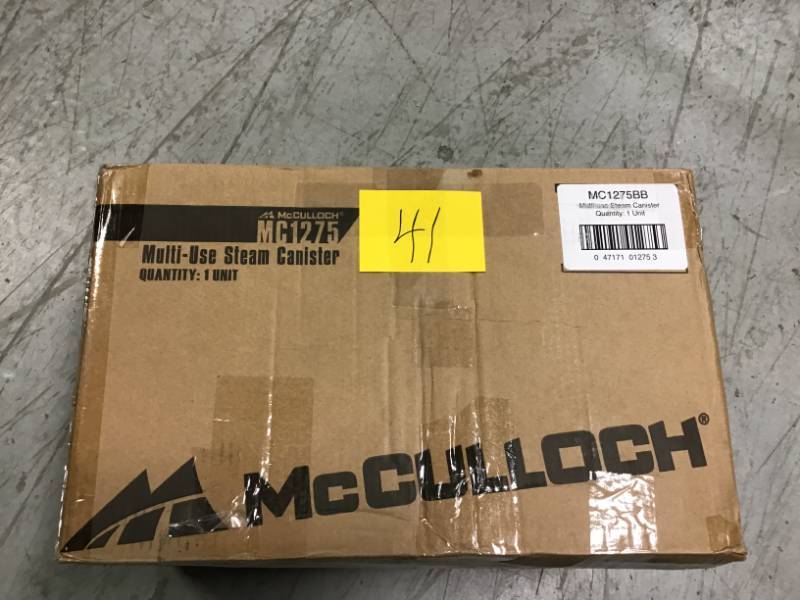 McCULLOCH®
MC1275
Multi-Use Steam Canister
QUANTITY: 1 UNIT
41
MC1275BB
Multi-use Steam Canister
Quantity: 1 Unit
0 47171 01275 3
McCULLOCH®